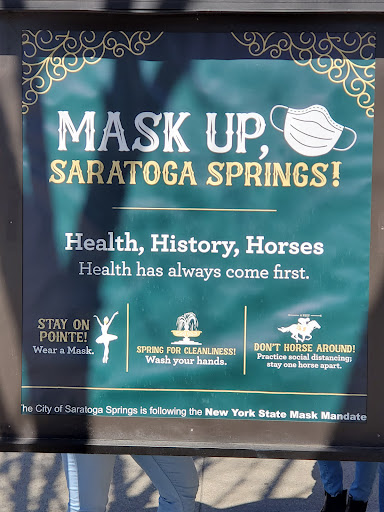 MASK UP,
SARATOGA SPRINGS!
Health, History, Horses
Health has always come first.
STAY ON
POINTE!
Wear a Mask.
SPRING FOR CLEANLINESS!
Wash your hands.
DON'T HORSE AROUND!
Practice social distancing;
stay one horse apart.
he City of Saratoga Springs is following the New York State Mask Mandate